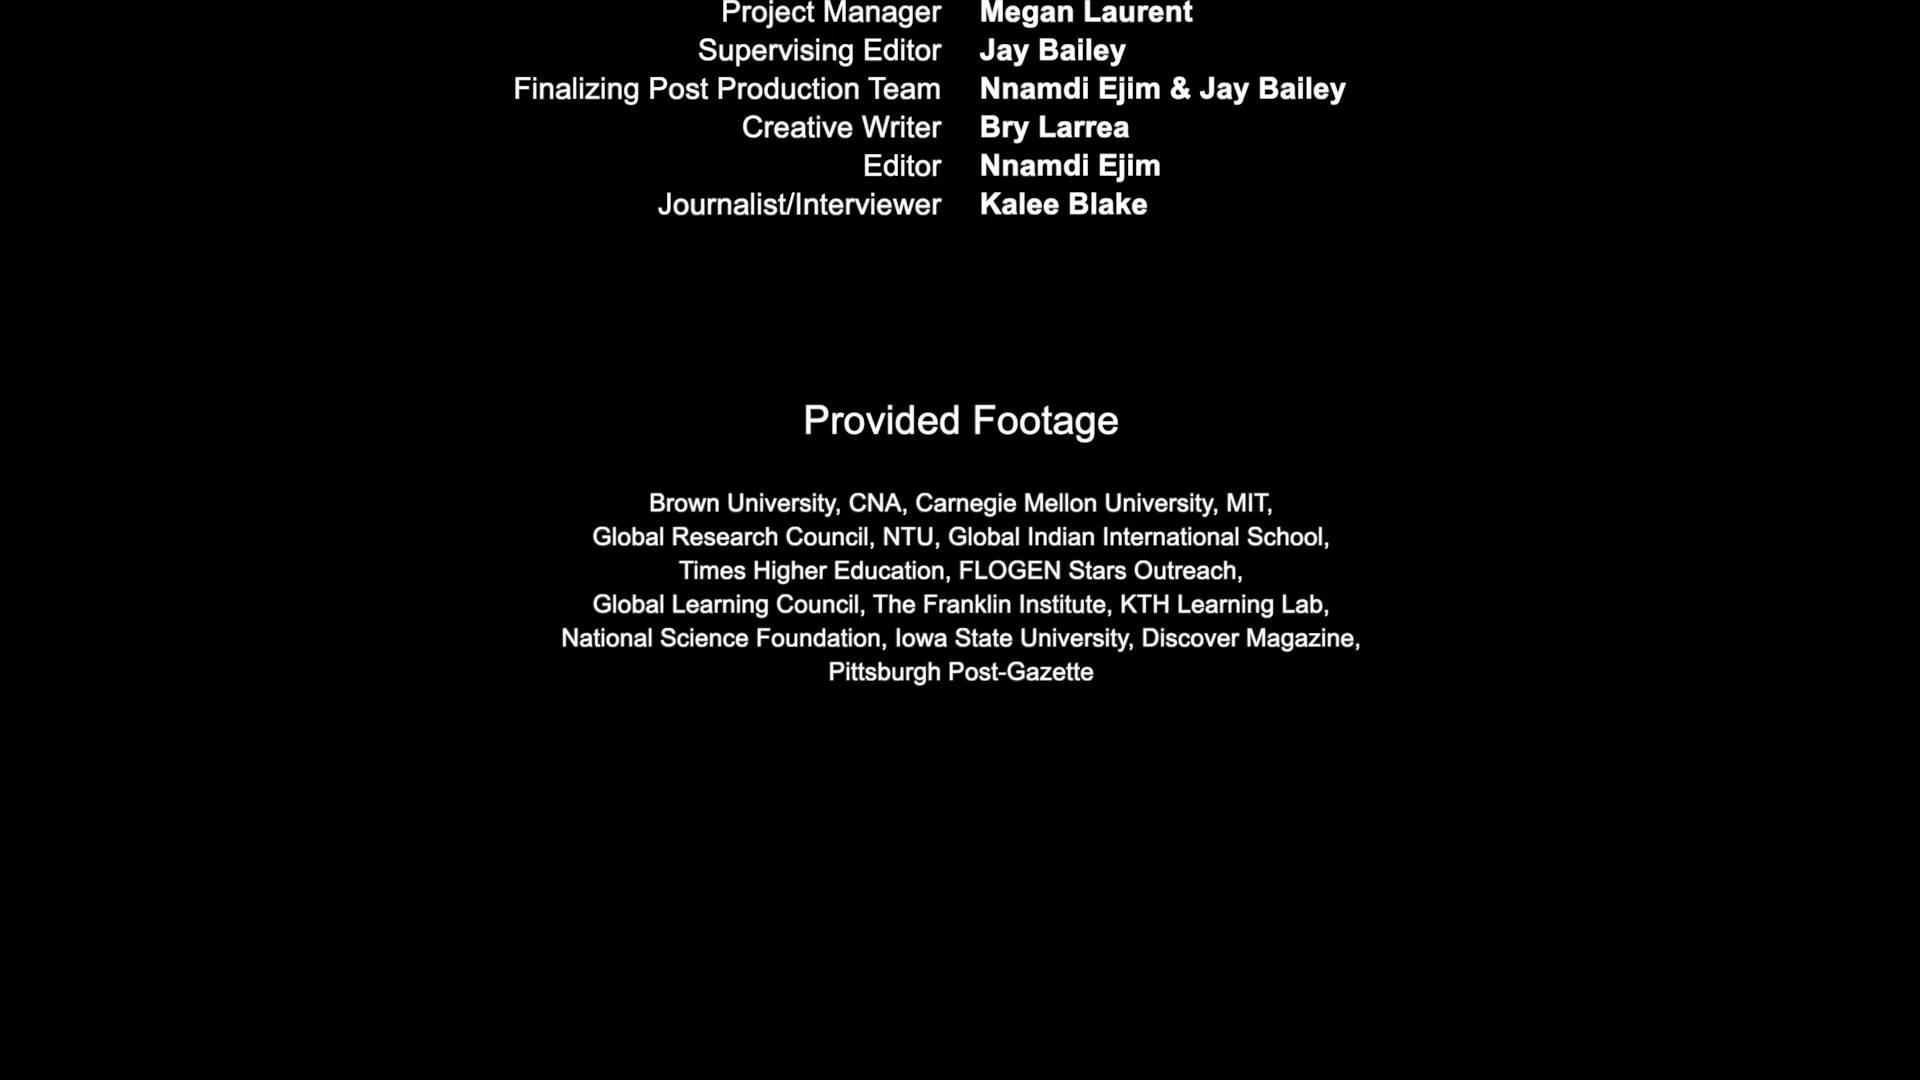 Project Manager Megan Laurent
Supervising Editor Jay Bailey
Finalizing Post Production Team Nnamdi Ejim & Jay Bailey
Creative Writer Bry Larrea
Editor Nnamdi Ejim
Journalist/Interviewer Kalee Blake
Provided Footage
Brown University, CNA, Carnegie Mellon University, MIT,
Global Research Council, NTU, Global Indian International School,
Times Higher Education, FLOGEN Stars Outreach,
Global Learning Council, The Franklin Institute, KTH Learning Lab,
National Science Foundation, Iowa State University, Discover Magazine,
Pittsburgh Post-Gazette